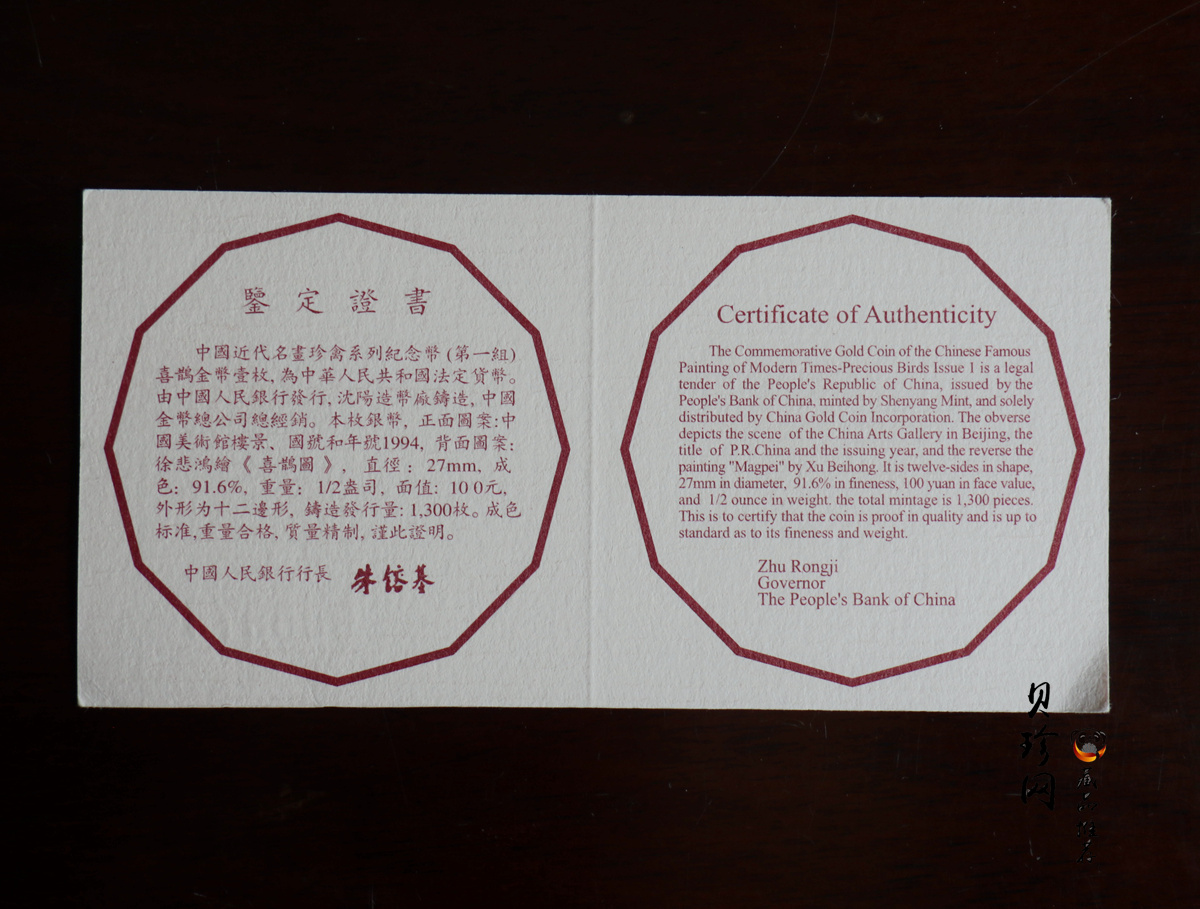 鑒定證書
中國近代名畫珍禽系列紀念幣(第一組)
喜鵲金幣壹枚,為中華人民共和國法定貨幣。
由中國人民銀行發行,沈陽造幣廠鑄造,中國
金幣總公司總經銷。本枚銀幣,正面圖案:中
國美術館樓景、國號和年號1994,背面圖案:
徐悲鴻繪《喜鵲圖》,直徑:27mm,成
色:91.6%,重量:1/2盎司,面值:100元,
外形为十二邊形,鑄造發行量:1,300枚。成色
标准,重量合格,質量精制,謹此證明。
中國人民銀行行長 朱鎔基
Certificate of Authenticity
The Commemorative Gold Coin of the Chinese Famous
Painting of Modern Times-Precious Birds Issue 1 is a legal
tender of the People's Republic of China, issued by the
People's Bank of China, minted by Shenyang Mint, and solely
distributed by China Gold Coin Incorporation. The obverse
depicts the scene of the China Arts Gallery in Beijing, the
title of P.R.China and the issuing year, and the reverse the
painting "Magpei" by Xu Beihong. It is twelve-sides in shape,
27mm in diameter, 91.6% in fineness, 100 yuan in face value,
and 1/2 ounce in weight. the total mintage is 1,300 pieces.
This is to certify that the coin is proof in quality and is up to
standard as to its fineness and weight.
Zhu Rongji
Governor
The People's Bank of China
贝珍网